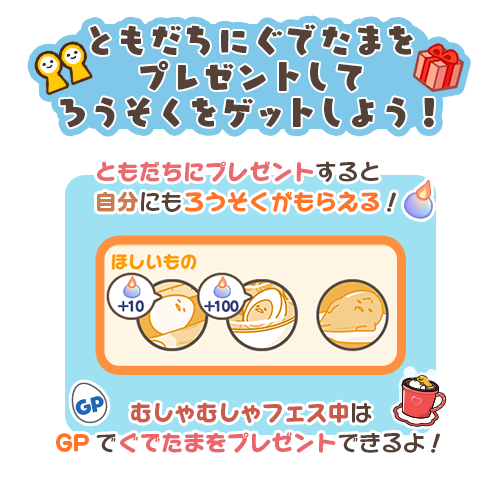 ともだちにぐでたまを
プレゼントして
ろうそくをゲットしよう！
ともだちにプレゼントすると
自分にもろうそくがもらえる！
ほしいもの
+10
+100
GP
むしゃむしゃフェス中は
GPでぐでたまをプレゼントできるよ！